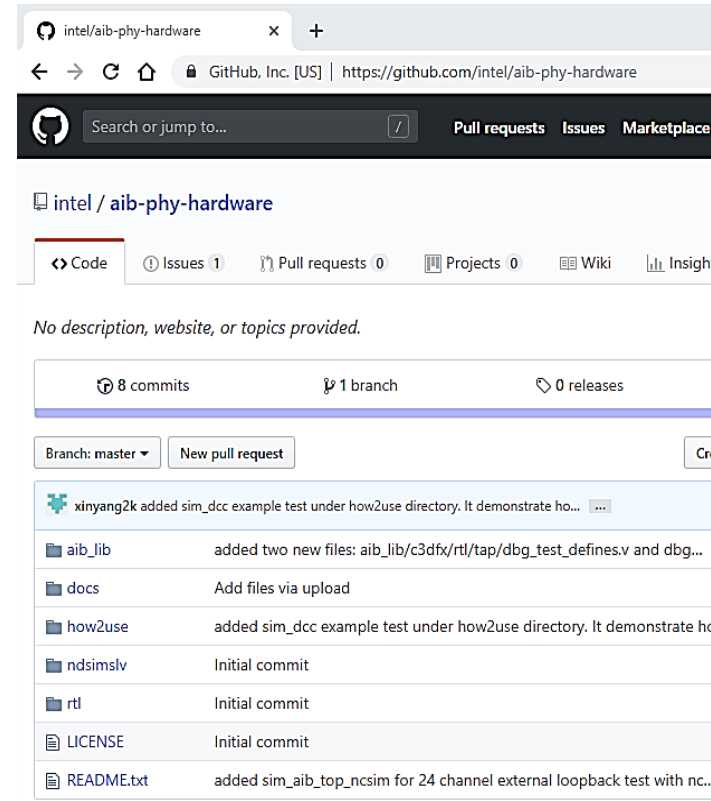 intel/aib-phy-hardware
GitHub, Inc. [US] | https://github.com/intel/aib-phy-hardware
Search or jump to... / Pull requests Issues Marketplace
intel / aib-phy-hardware
<> Code Issues 1 Pull requests 0 Projects 0 Wiki Insigh
No description, website, or topics provided.
8 commits 1 branch 0 releases
Branch: master New pull request Cr
xinyang2k added sim_dcc example test under how2use directory. It demonstrate ho... ...
aib_lib added two new files: aib_lib/c3dfx/rtl/tap/dbg_test_defines.v and dbg...
docs Add files via upload
how2use added sim_dcc example test under how2use directory. It demonstrate ho
ndsimslv Initial commit
rtl Initial commit
LICENSE Initial commit
README.txt added sim_aib_top_ncsim for 24 channel external loopback test with nc...